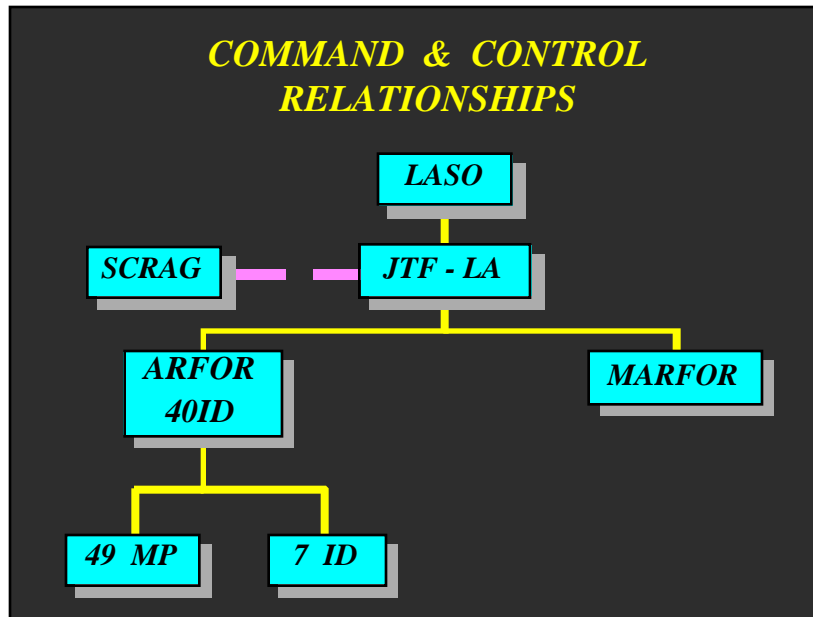 COMMAND & CONTROL
RELATIONSHIPS
LASO
SCRAG
JTF - LA
ARFOR
40ID
MARFOR
49 MP
7 ID